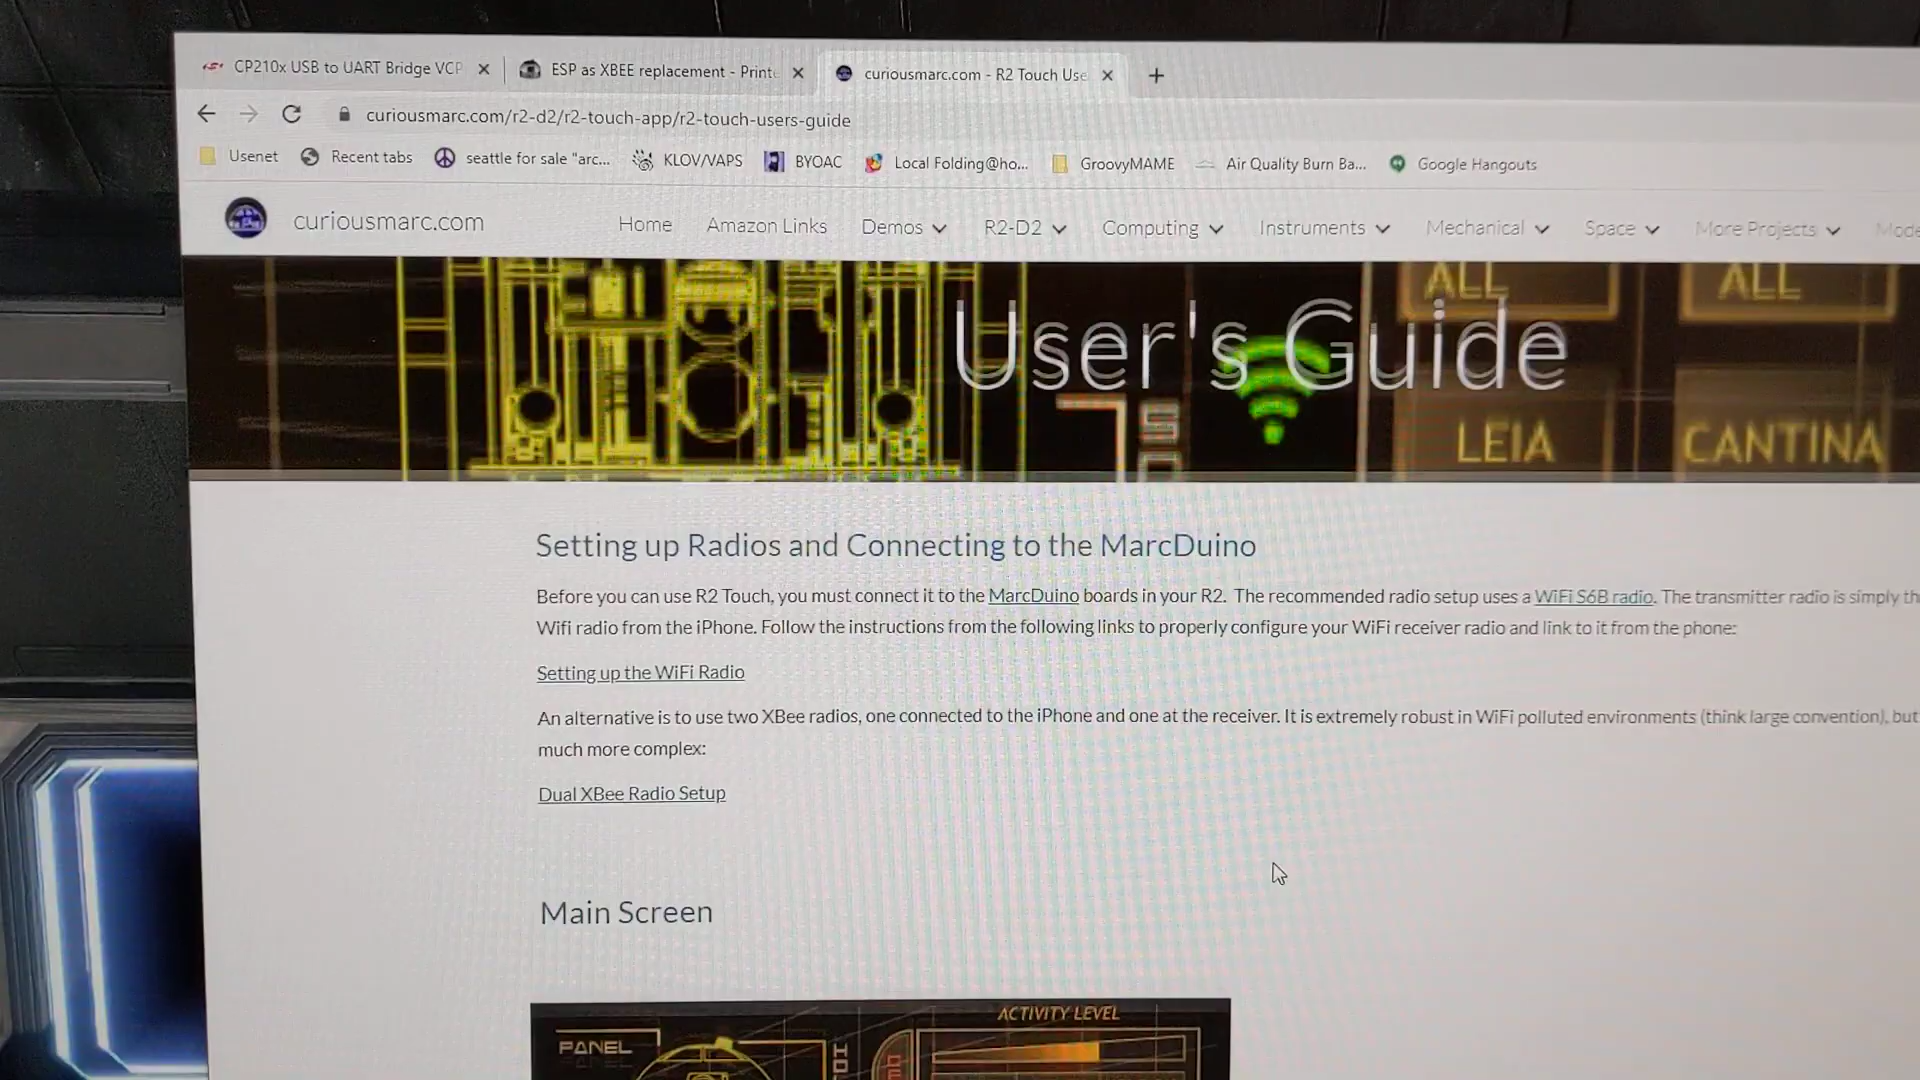 CP210x USB to UART Bridge VCP
ESP as XBEE replacement - Printe
curiousmarc.com - R2 Touch Use
curiousmarc.com/r2-d2/r2-touch-app/r2-touch-users-guide
Usenet
Recent tabs
seattle for sale "arc...
KLOV/VAPS
BYOAC
Local Folding@ho...
GroovyMAME
Air Quality Burn Ba...
Google Hangouts
curiousmarc.com
Home
Amazon Links
Demos
R2-D2
Computing
Instruments
Mechanical
Space
More Projects
Mode
ALL
ALL
User's Guide
LEIA
CANTINA
Setting up Radios and Connecting to the MarcDuino
Before you can use R2 Touch, you must connect it to the MarcDuino boards in your R2. The recommended radio setup uses a WiFi S6B radio. The transmitter radio is simply th
Wifi radio from the iPhone. Follow the instructions from the following links to properly configure your WiFi receiver radio and link to it from the phone:
Setting up the WiFi Radio
An alternative is to use two XBee radios, one connected to the iPhone and one at the receiver. It is extremely robust in WiFi polluted environments (think large convention), but
much more complex:
Dual XBee Radio Setup
Main Screen
ACTIVITY LEVEL
PANEL